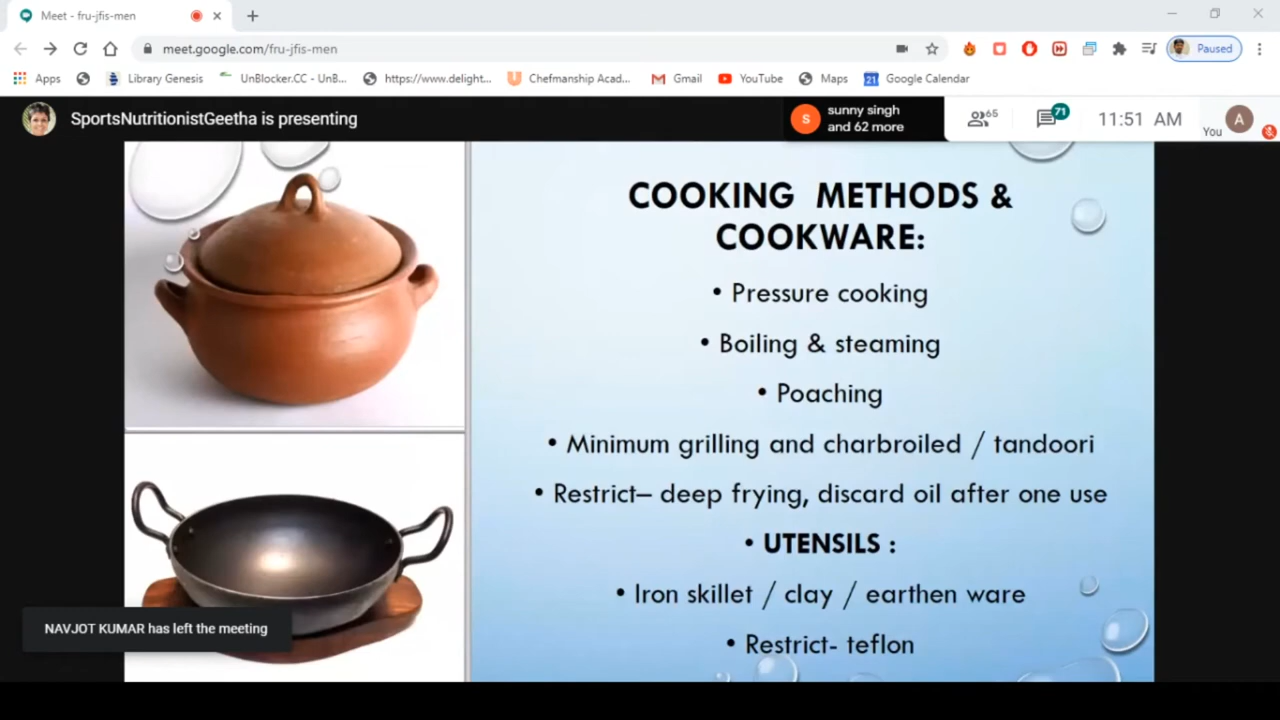 Meet - fru-jfis-men
meet.google.com/fru-jfis-men
Paused
Apps
Library Genesis
UnBlocker.CC - UnB...
https://www.delight...
Chefmanship Acad...
Gmail
YouTube
21
Maps
Google Calendar
SportsNutritionistGeetha is presenting
S
sunny singh
and 62 more
65
71
11:51 AM
You
A
COOKING METHODS &
COOKWARE:
• Pressure cooking
• Boiling & steaming
• Poaching
• Minimum grilling and charbroiled / tandoori
• Restrict– deep frying, discard oil after one use
• UTENSILS :
• Iron skillet / clay / earthen ware
• Restrict- teflon
NAVJOT KUMAR has left the meeting